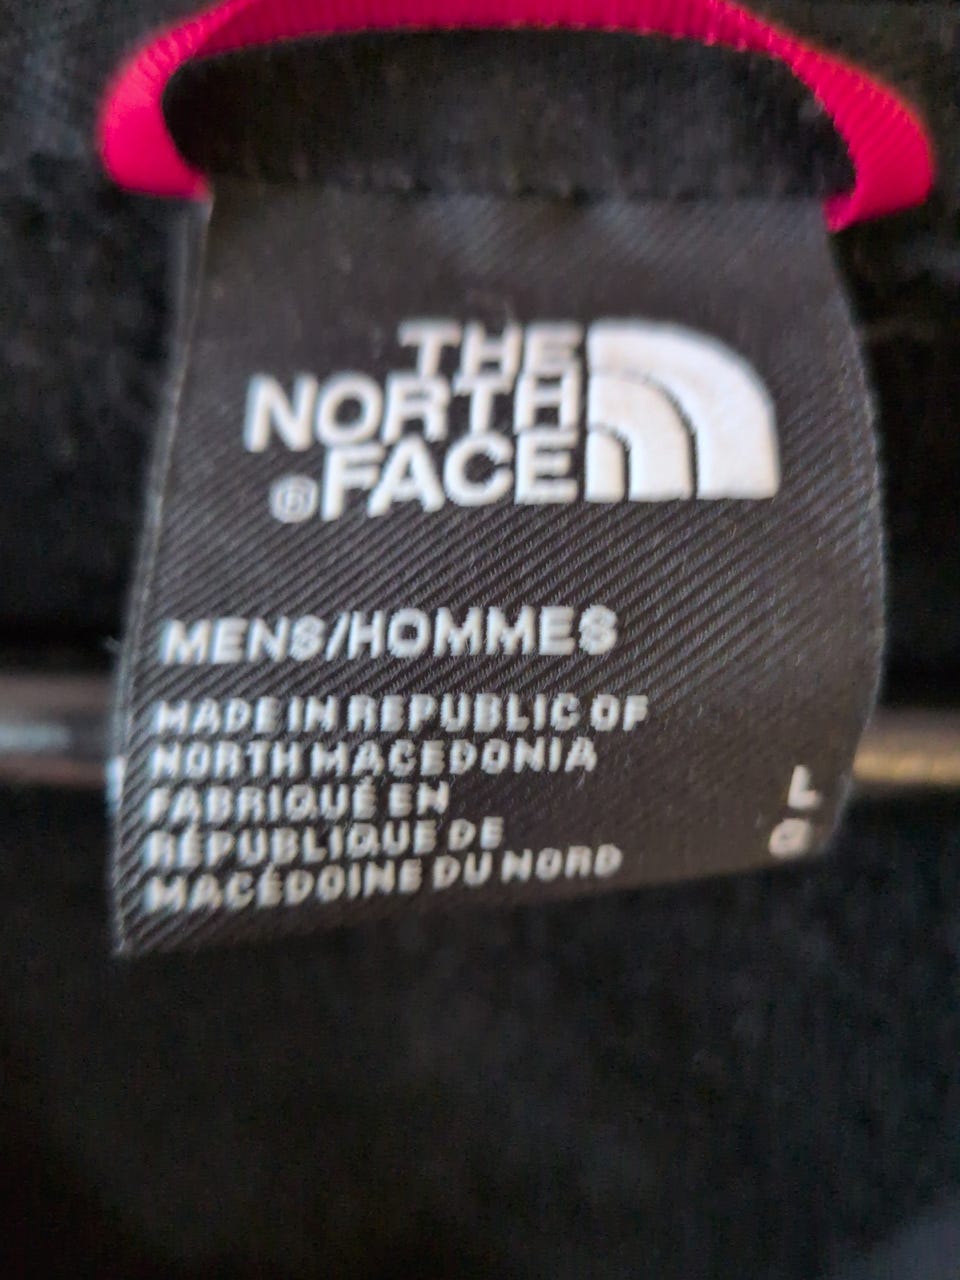 THE
NORTH
®FACE
MENS/HOMMES
MADE IN REPUBLIC OF
NORTH MACEDONIA
FABRIQUÉ EN
RÉPUBLIQUE DE
MACÉDOINE DU NORD
L
G